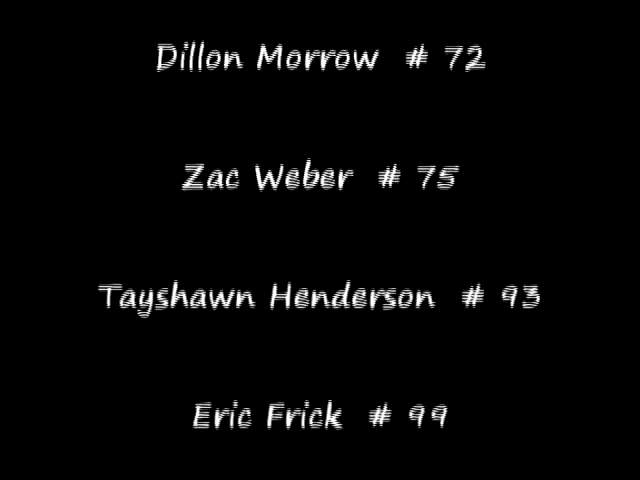 Dillon Morrow # 72
Zac Weber # 75
Tayshawn Henderson # 93
Eric Frick # 99